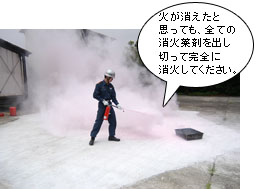 火が消えたと
思っても、全ての
消火薬剤を出し
切って完全に
消火してください。